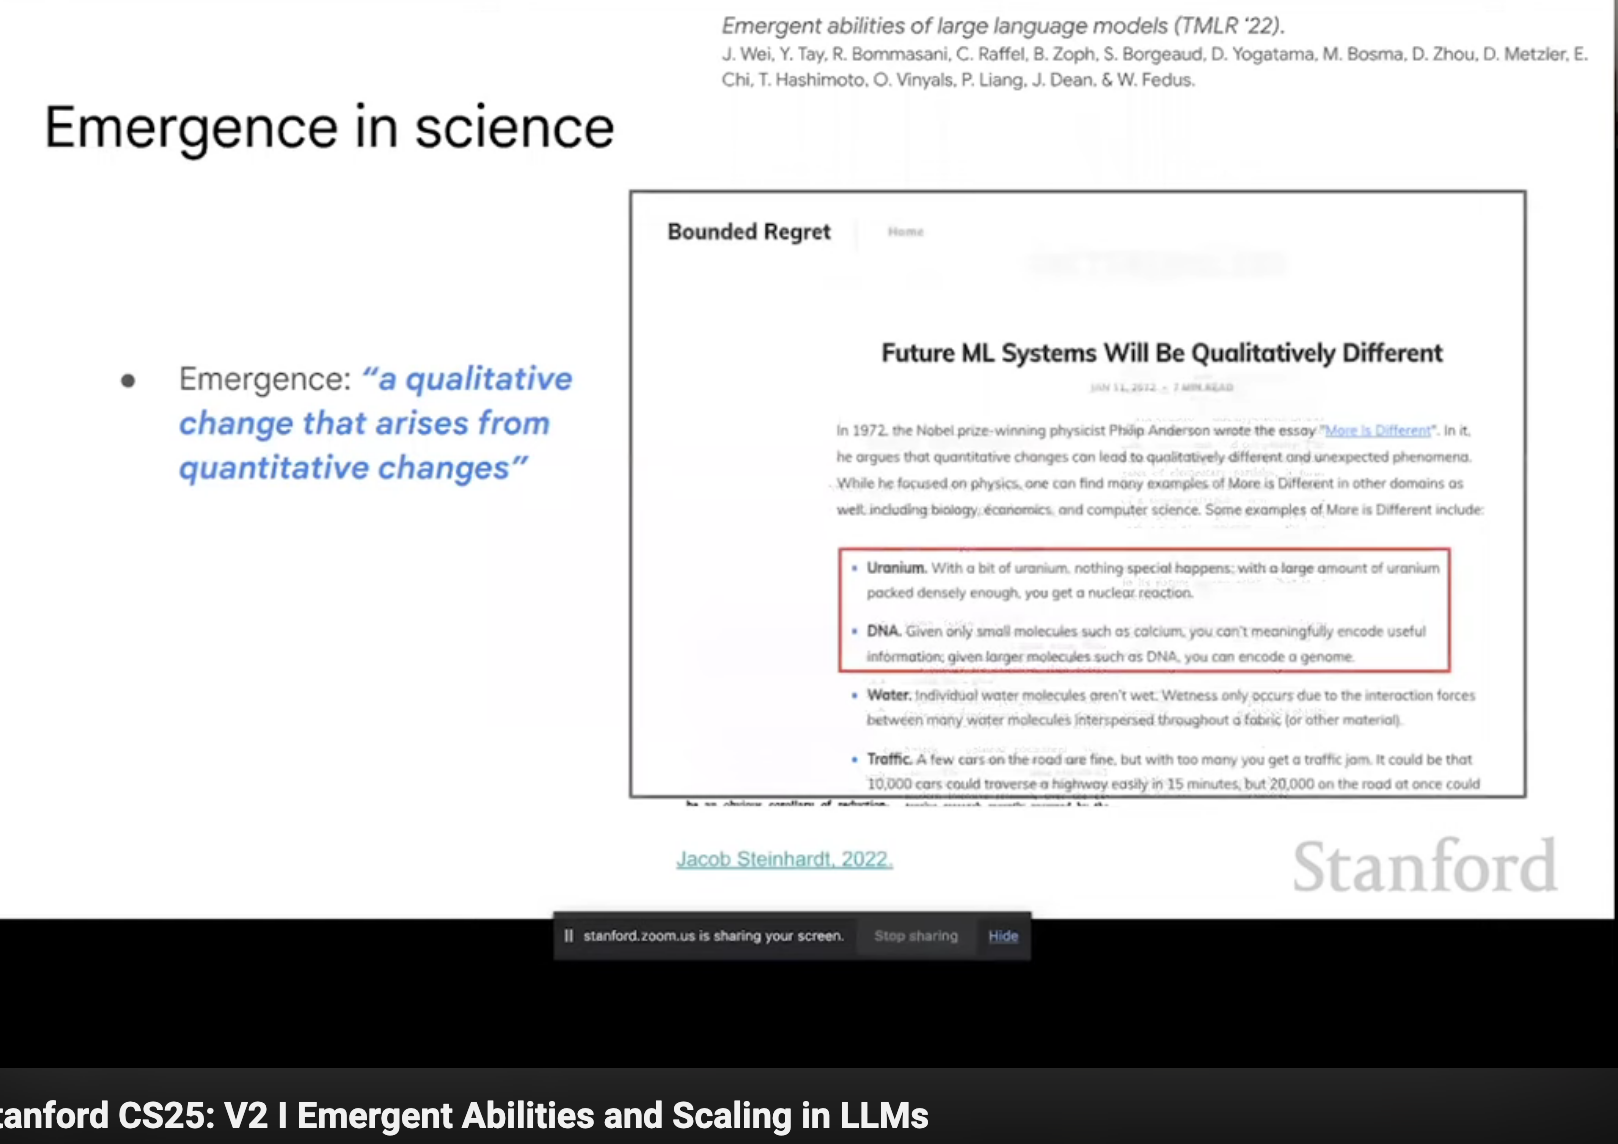 Emergent abilities of large language models (TMLR ‘22).
J. Wei, Y. Tay, R. Bommasani, C. Raffel, B. Zoph, S. Borgeaud, D. Yogatama, M. Bosma, D. Zhou, D. Metzler, E.
Chi, T. Hashimoto, O. Vinyals, P. Liang, J. Dean, & W. Fedus.
Emergence in science
● Emergence: “a qualitative
change that arises from
quantitative changes”
Bounded Regret
Home
Future ML Systems Will Be Qualitatively Different
JAN 11, • 7 MIN READ
In 1972, the Nobel prize-winning physicist Philip Anderson wrote the essay "More Is Different". In it,
he argues that quantitative changes can lead to qualitatively different and unexpected phenomena.
While he focused on physics, one can find many examples of More is Different in other domains as
well, including biology, economics, and computer science. Some examples of More is Different include:
• Uranium. With a bit of uranium, nothing special happens; with a large amount of uranium
packed densely enough, you get a nuclear reaction.
• DNA. Given only small molecules such as calcium, you can't meaningfully encode useful
information; given larger molecules such as DNA, you can encode a genome.
• Water. Individual water molecules aren't wet. Wetness only occurs due to the interaction forces
between many water molecules interspersed throughout a fabric (or other material).
• Traffic. A few cars on the road are fine, but with too many you get a traffic jam. It could be that
10,000 cars could traverse a highway easily in 15 minutes, but 20,000 on the road at once could
Jacob Steinhardt, 2022.
Stanford
stanford.zoom.us is sharing your screen. Stop sharing Hide
tanford CS25: V2 I Emergent Abilities and Scaling in LLMs